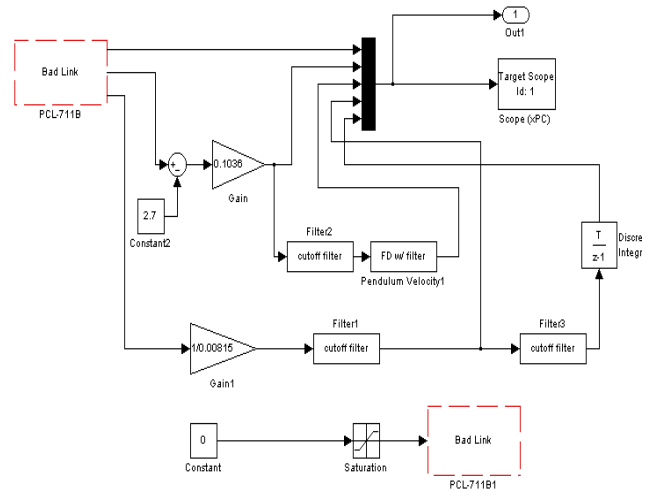 1
Out1
Bad Link
PCL-711B
Target Scope
Id: 1
Scope (xPC)
+
−
0.1036
Gain
2.7
Constant2
Filter2
cutoff filter
FD w/ filter
Pendulum Velocity1
T
z-1
Discre
Integr
Filter1
1/0.00815
cutoff filter
Gain1
Filter3
cutoff filter
0
Constant
Saturation
Bad Link
PCL-711B1